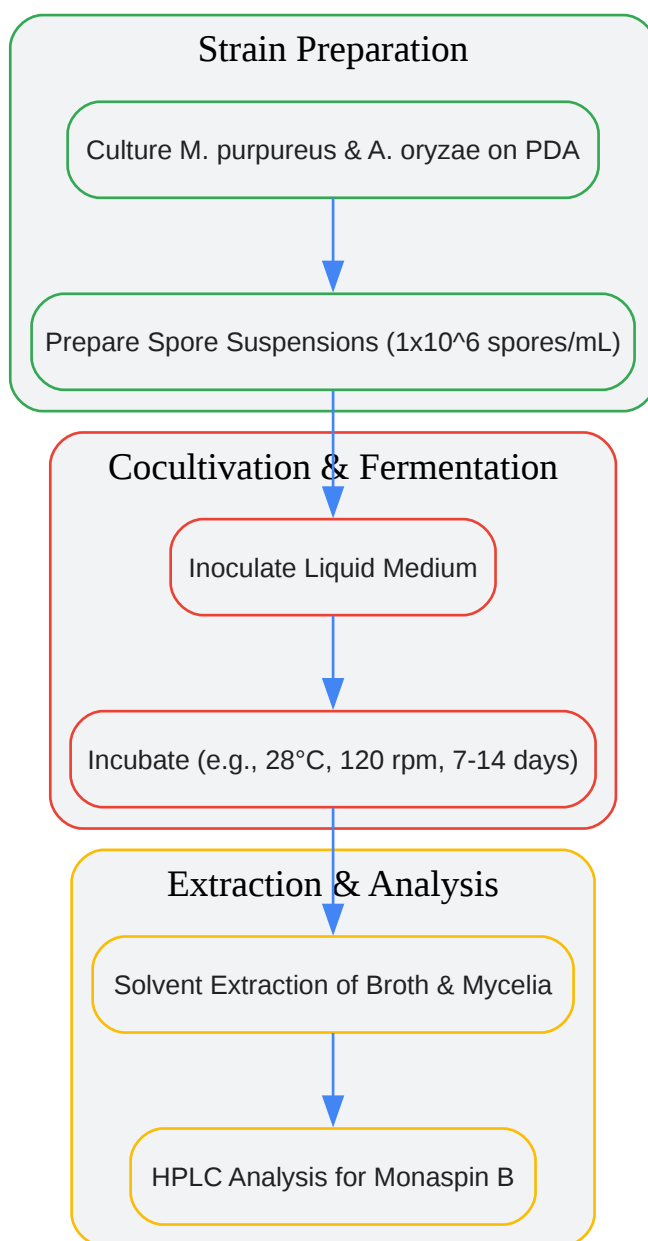 Strain Preparation
Culture M. purpureus & A. oryzae on PDA
Prepare Spore Suspensions (1x10^6 spores/mL)
Cocultivation & Fermentation
Inoculate Liquid Medium
Incubate (e.g., 28°C, 120 rpm, 7-14 days)
Extraction & Analysis
Solvent Extraction of Broth & Mycelia
HPLC Analysis for Monaspin B